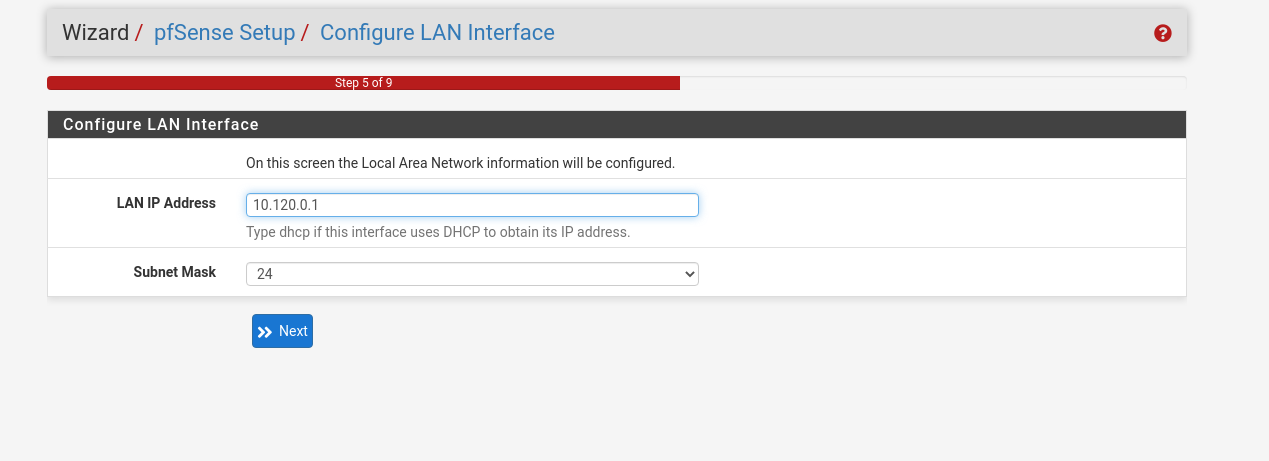 Wizard / pfSense Setup / Configure LAN Interface
Step 5 of 9
Configure LAN Interface
On this screen the Local Area Network information will be configured.
LAN IP Address 10.120.0.1
Type dhcp if this interface uses DHCP to obtain its IP address.
Subnet Mask 24
Next